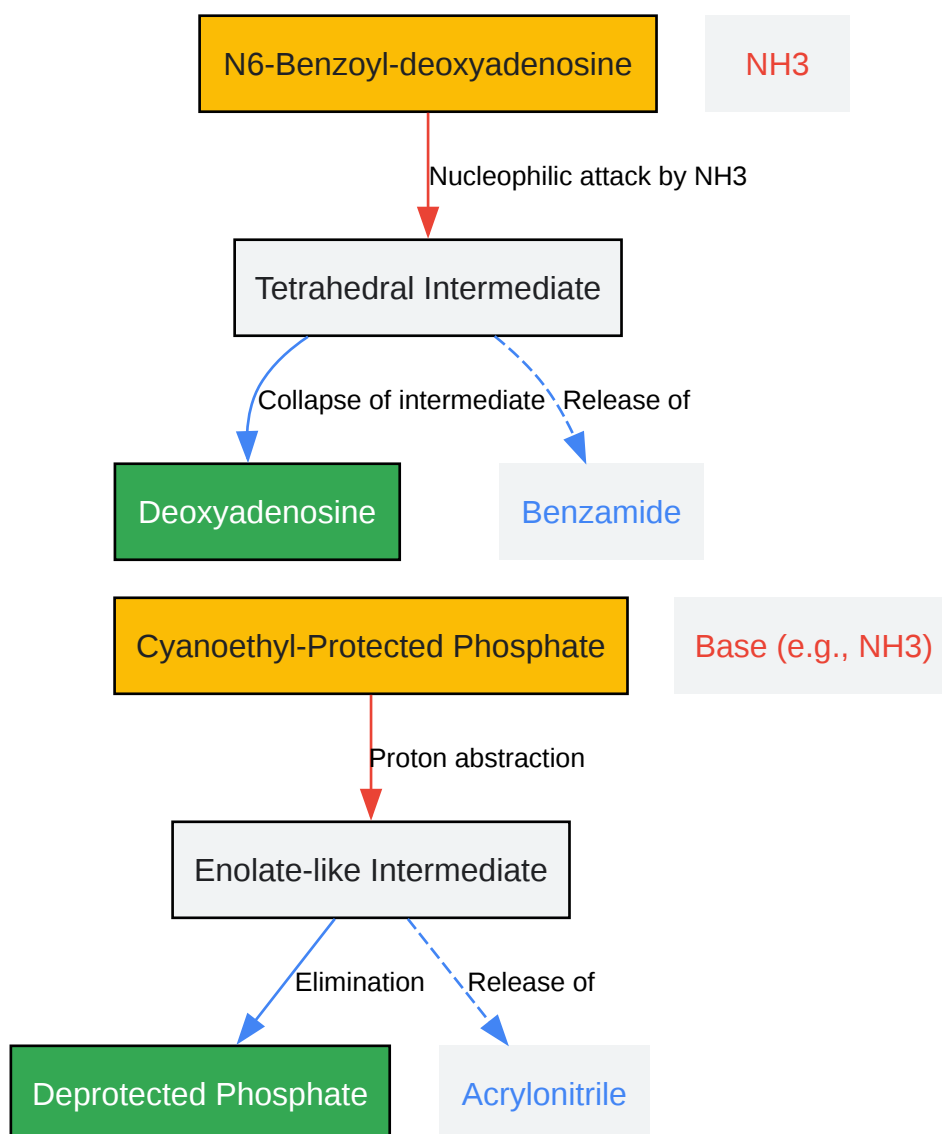 N6-Benzoyl-deoxyadenosine
NH3
Nucleophilic attack by NH3
Tetrahedral Intermediate
Collapse of intermediate
Release of
Deoxyadenosine
Benzamide
Cyanoethyl-Protected Phosphate
Base (e.g., NH3)
Proton abstraction
Enolate-like Intermediate
Elimination
Release of
Deprotected Phosphate
Acrylonitrile